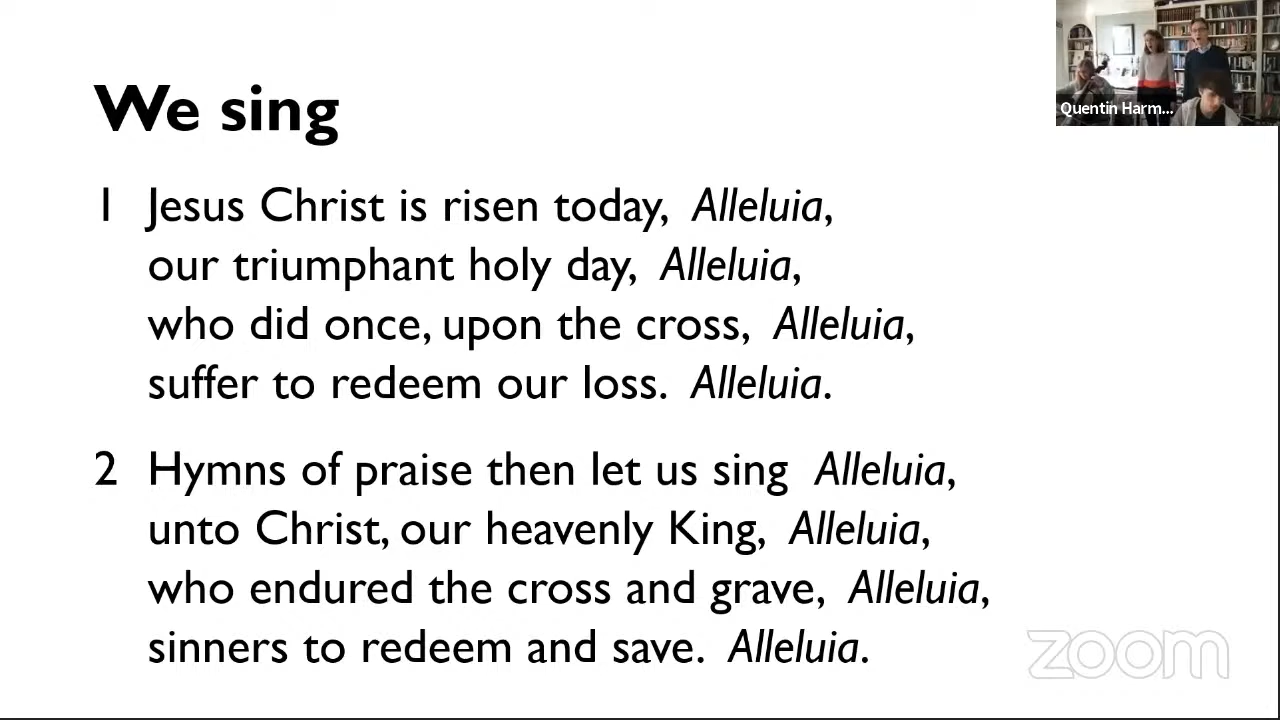 We sing
1 Jesus Christ is risen today, Alleluia,
our triumphant holy day, Alleluia,
who did once, upon the cross, Alleluia,
suffer to redeem our loss. Alleluia.
2 Hymns of praise then let us sing Alleluia,
unto Christ, our heavenly King, Alleluia,
who endured the cross and grave, Alleluia,
sinners to redeem and save. Alleluia.
Quentin Harm...
zoom